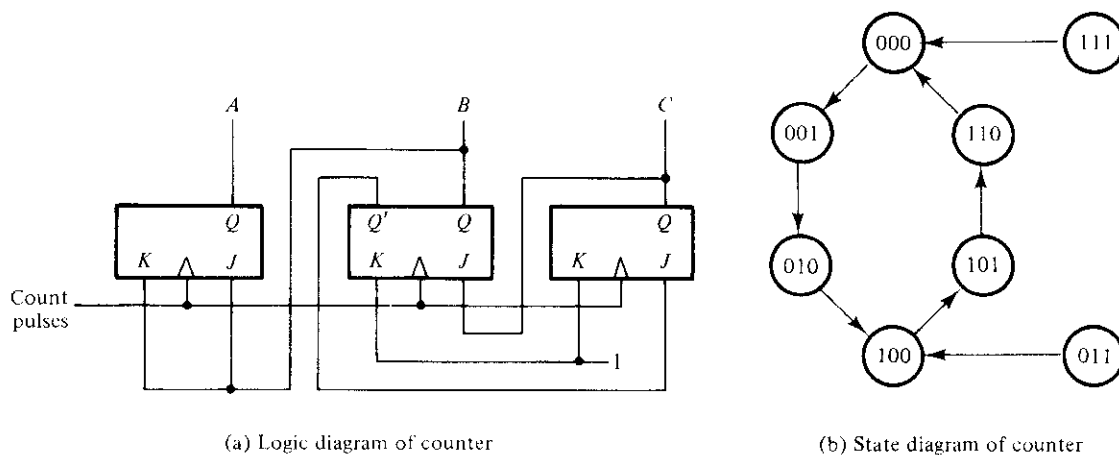 A B C
Q Q' Q Q
K J K J K J
Count
pulses
1
(a) Logic diagram of counter
000 111
001 110
010 101
100 011
(b) State diagram of counter